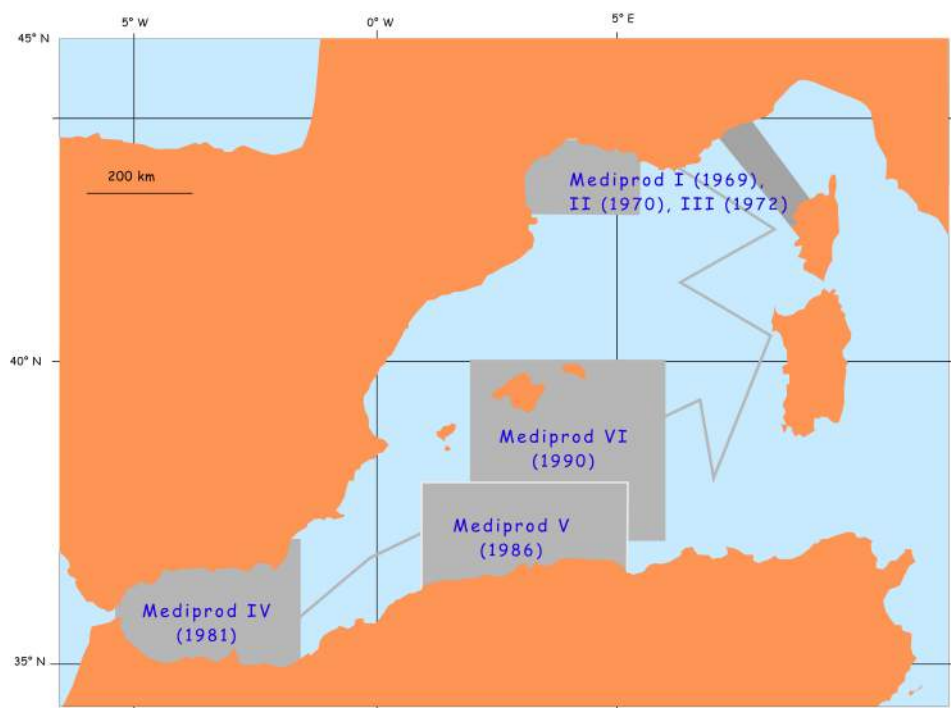 5° W
0° W
5° E
45° N
200 km
Mediprod I (1969),
II (1970), III (1972)
40° N
Mediprod VI
(1990)
Mediprod V
(1986)
Mediprod IV
(1981)
35° N